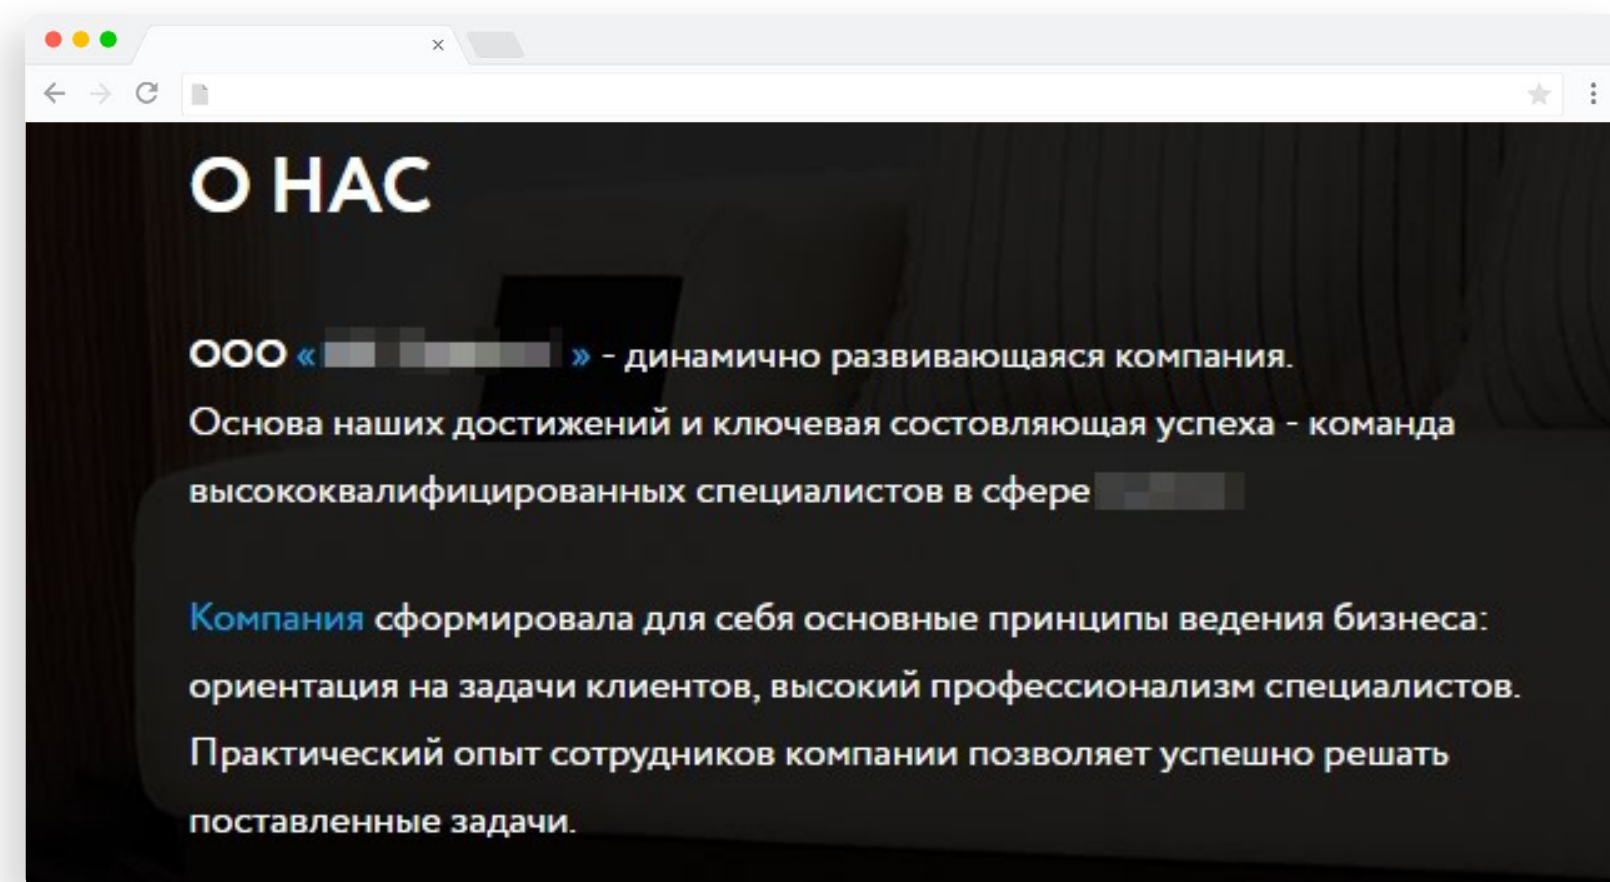 О НАС
ООО « » - динамично развивающаяся компания.
Основа наших достижений и ключевая состовляющая успеха - команда
высококвалифицированных специалистов в сфере
Компания сформировала для себя основные принципы ведения бизнеса:
ориентация на задачи клиентов, высокий профессионализм специалистов.
Практический опыт сотрудников компании позволяет успешно решать
поставленные задачи.